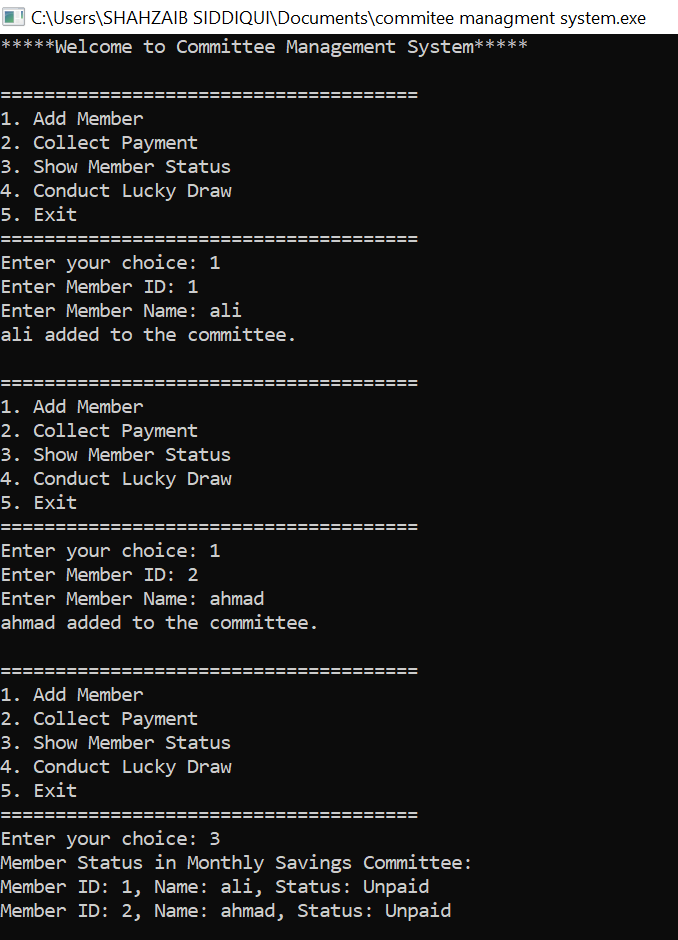 C:\Users\SHAHZAIB SIDDIQUI\Documents\commitee managment system.exe
*****Welcome to Committee Management System*****
======================================
1. Add Member
2. Collect Payment
3. Show Member Status
4. Conduct Lucky Draw
5. Exit
======================================
Enter your choice: 1
Enter Member ID: 1
Enter Member Name: ali
ali added to the committee.
======================================
1. Add Member
2. Collect Payment
3. Show Member Status
4. Conduct Lucky Draw
5. Exit
======================================
Enter your choice: 1
Enter Member ID: 2
Enter Member Name: ahmad
ahmad added to the committee.
======================================
1. Add Member
2. Collect Payment
3. Show Member Status
4. Conduct Lucky Draw
5. Exit
======================================
Enter your choice: 3
Member Status in Monthly Savings Committee:
Member ID: 1, Name: ali, Status: Unpaid
Member ID: 2, Name: ahmad, Status: Unpaid